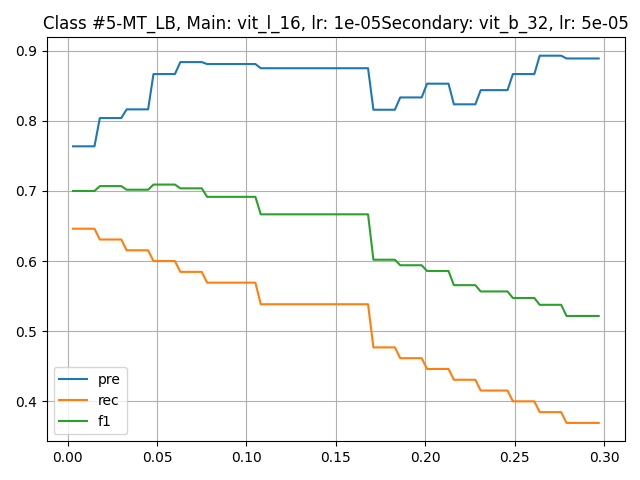 Class #5-MT_LB, Main: vit_l_16, lr: 1e-05Secondary: vit_b_32, lr: 5e-05
0.9
0.8
0.7
0.6
0.5
0.4
pre
rec
f1
0.00 0.05 0.10 0.15 0.20 0.25 0.30